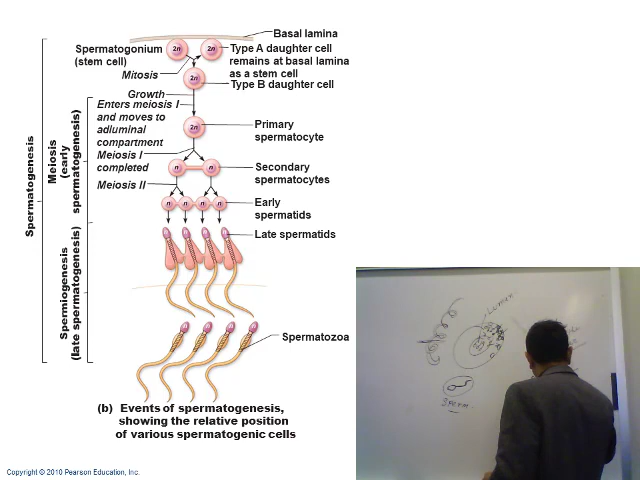 Basal lamina
Spermatogonium
(stem cell)
2n
2n
Type A daughter cell
remains at basal lamina
as a stem cell
Mitosis
2n
Type B daughter cell
Growth
Enters meiosis I
and moves to
adluminal
compartment
2n
Primary
spermatocyte
Meiosis I
completed
n
n
Secondary
spermatocytes
Meiosis II
n
n
n
n
Early
spermatids
n
n
n
n
Late spermatids
n
n
n
n
Spermatozoa
Spermatogenesis
Meiosis
(early
spermatogenesis)
Spermiogenesis
(late spermatogenesis)
(b) Events of spermatogenesis,
showing the relative position
of various spermatogenic cells
Copyright © 2010 Pearson Education, Inc.
Lumen
Sperm